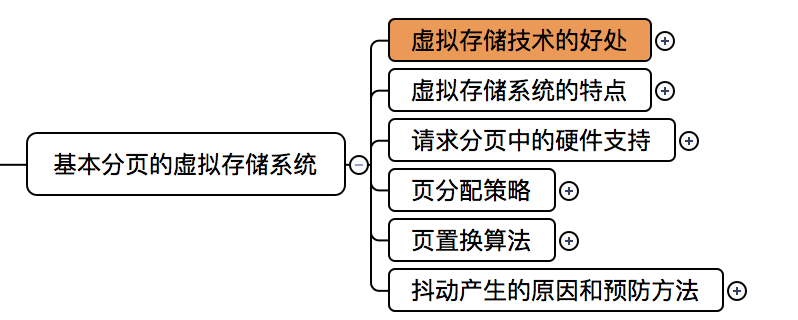 虚拟存储技术的好处
虚拟存储系统的特点
请求分页中的硬件支持
基本分页的虚拟存储系统
页分配策略
页置换算法
抖动产生的原因和预防方法